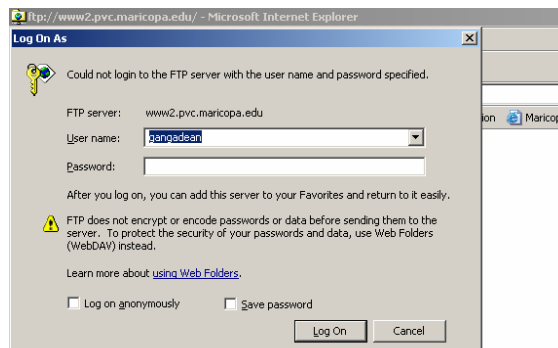 ftp://www2.pvc.maricopa.edu/ - Microsoft Internet Explorer
Log On As
Could not login to the FTP server with the user name and password specified.
FTP server: www2.pvc.maricopa.edu
User name: gangadean
Password:
After you log on, you can add this server to your Favorites and return to it easily.
FTP does not encrypt or encode passwords or data before sending them to the
server. To protect the security of your passwords and data, use Web Folders
(WebDAV) instead.
Learn more about using Web Folders.
Log on anonymously Save password
Log On Cancel
ion Maricop